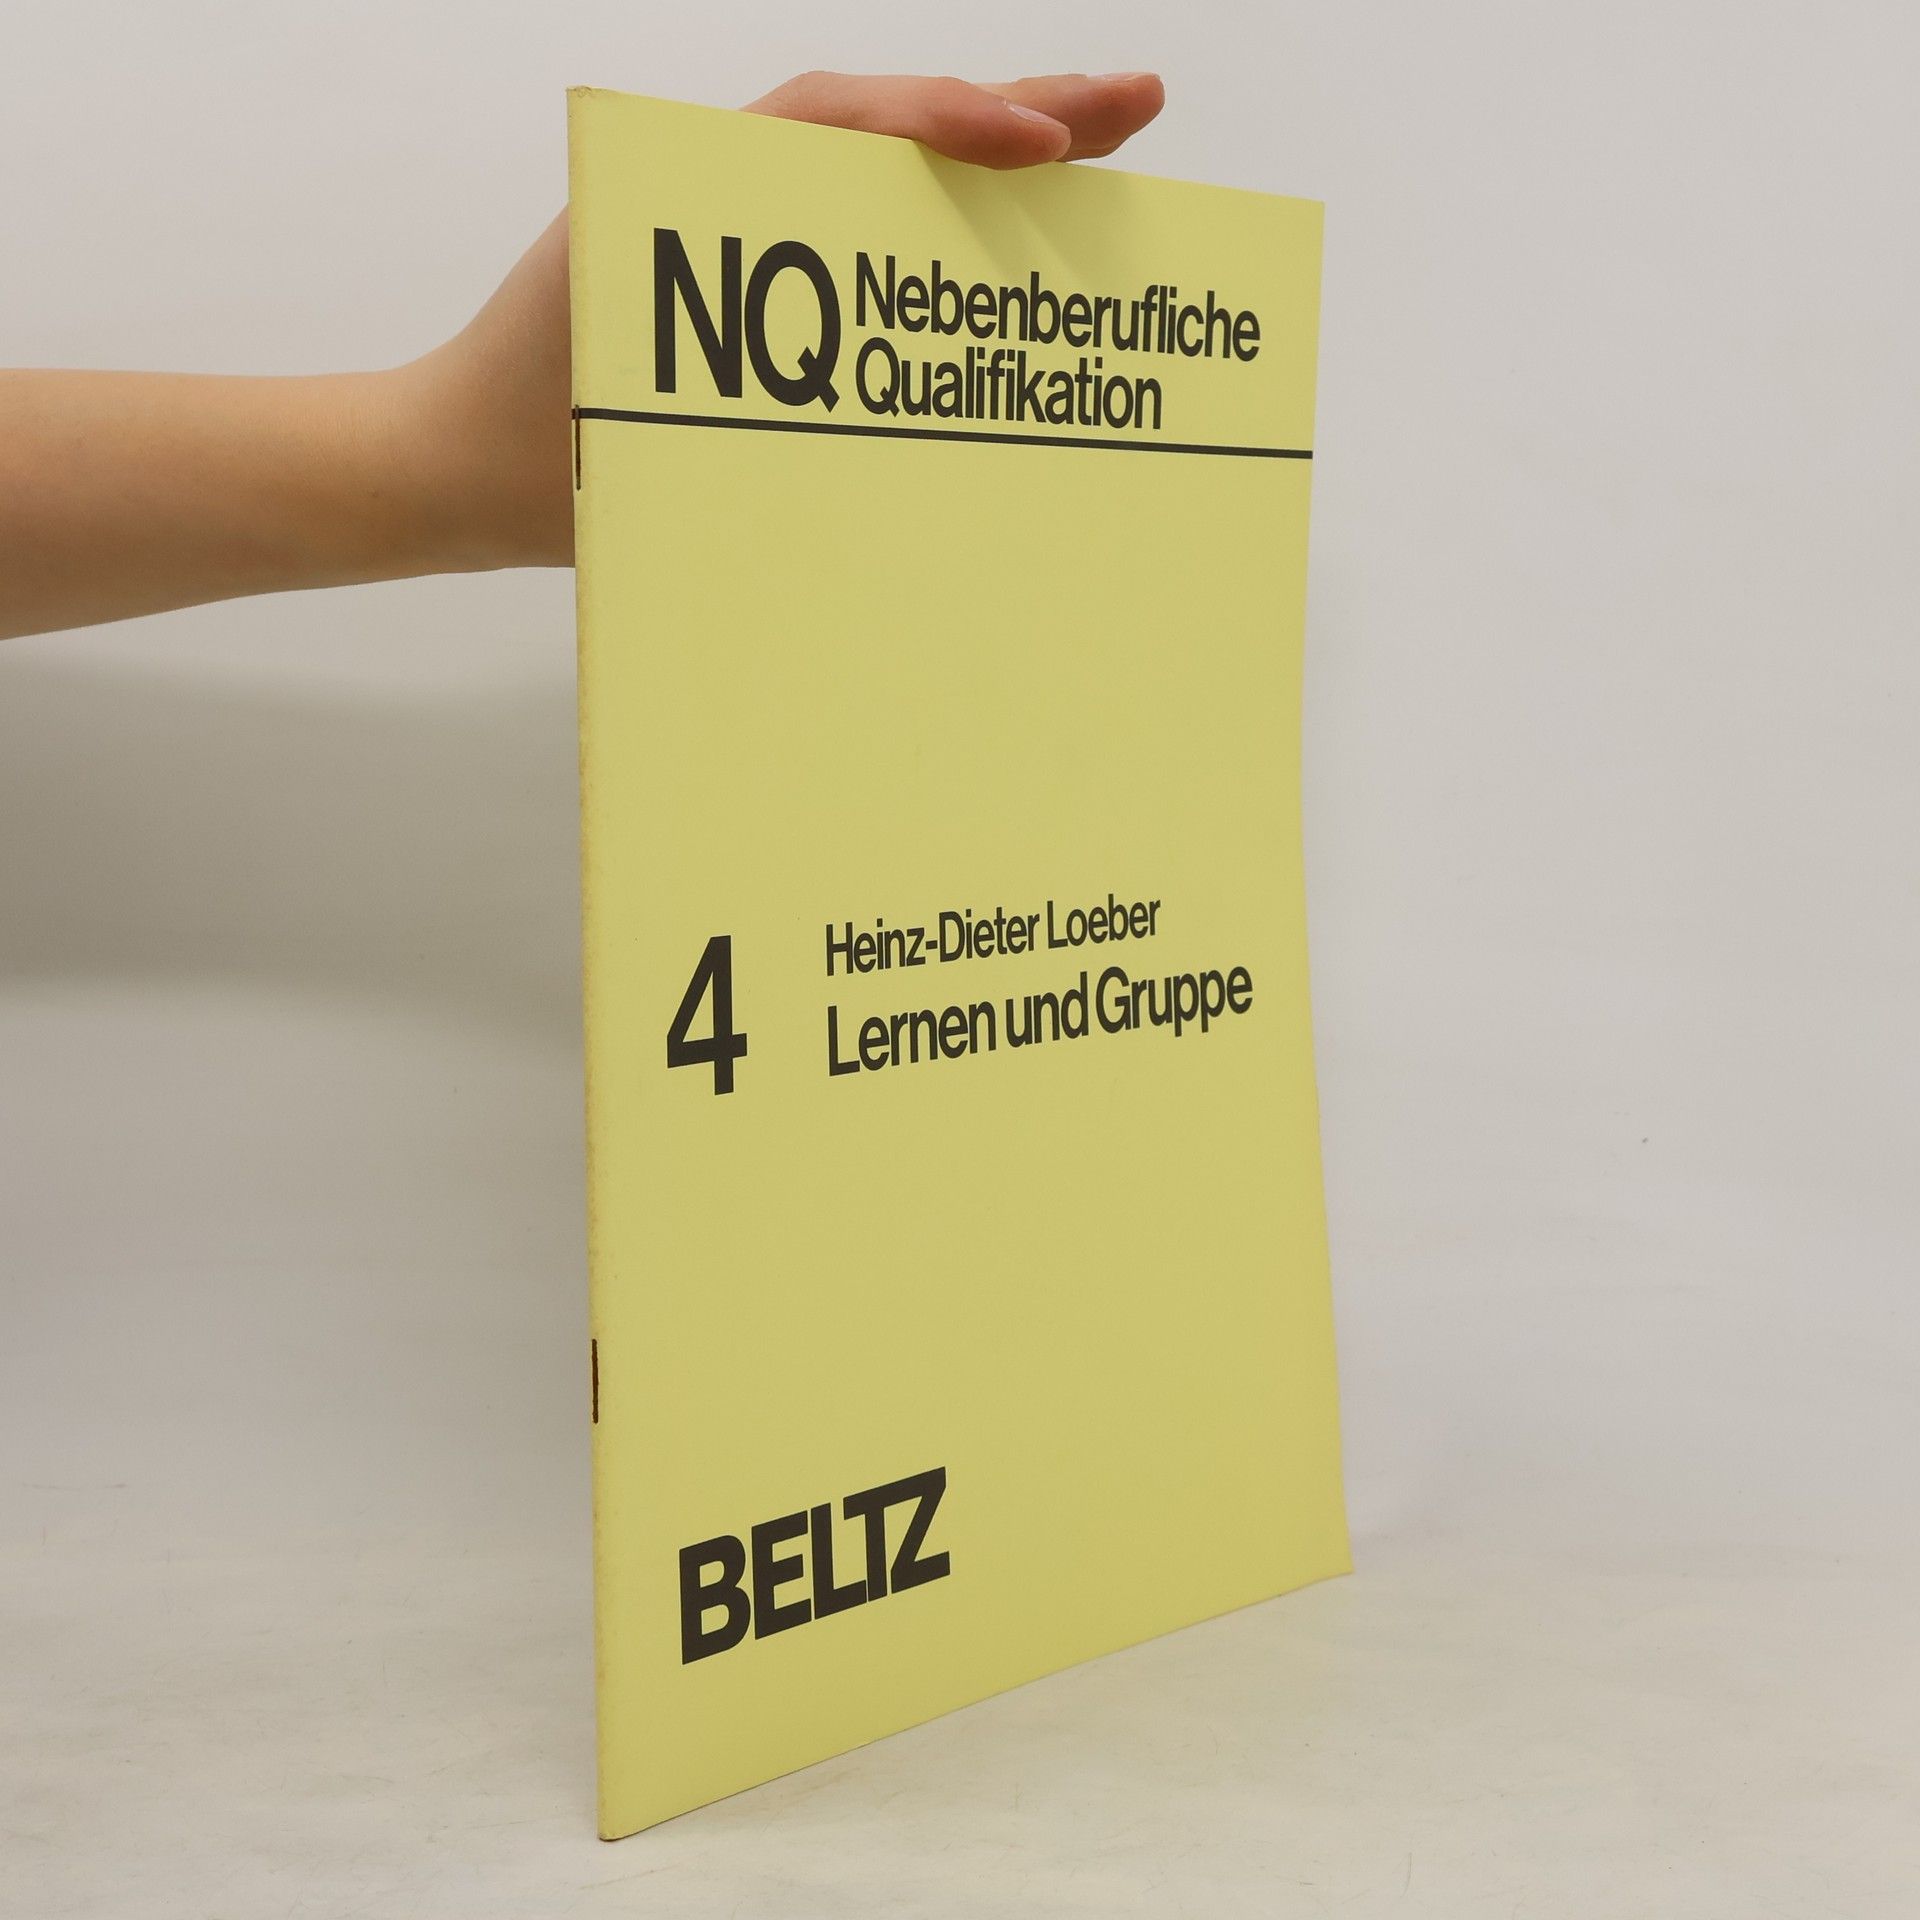 NQ Nebenberufliche
Qualifikation
4 Heinz-Dieter Loeber
Lernen und Gruppe
BELTZ